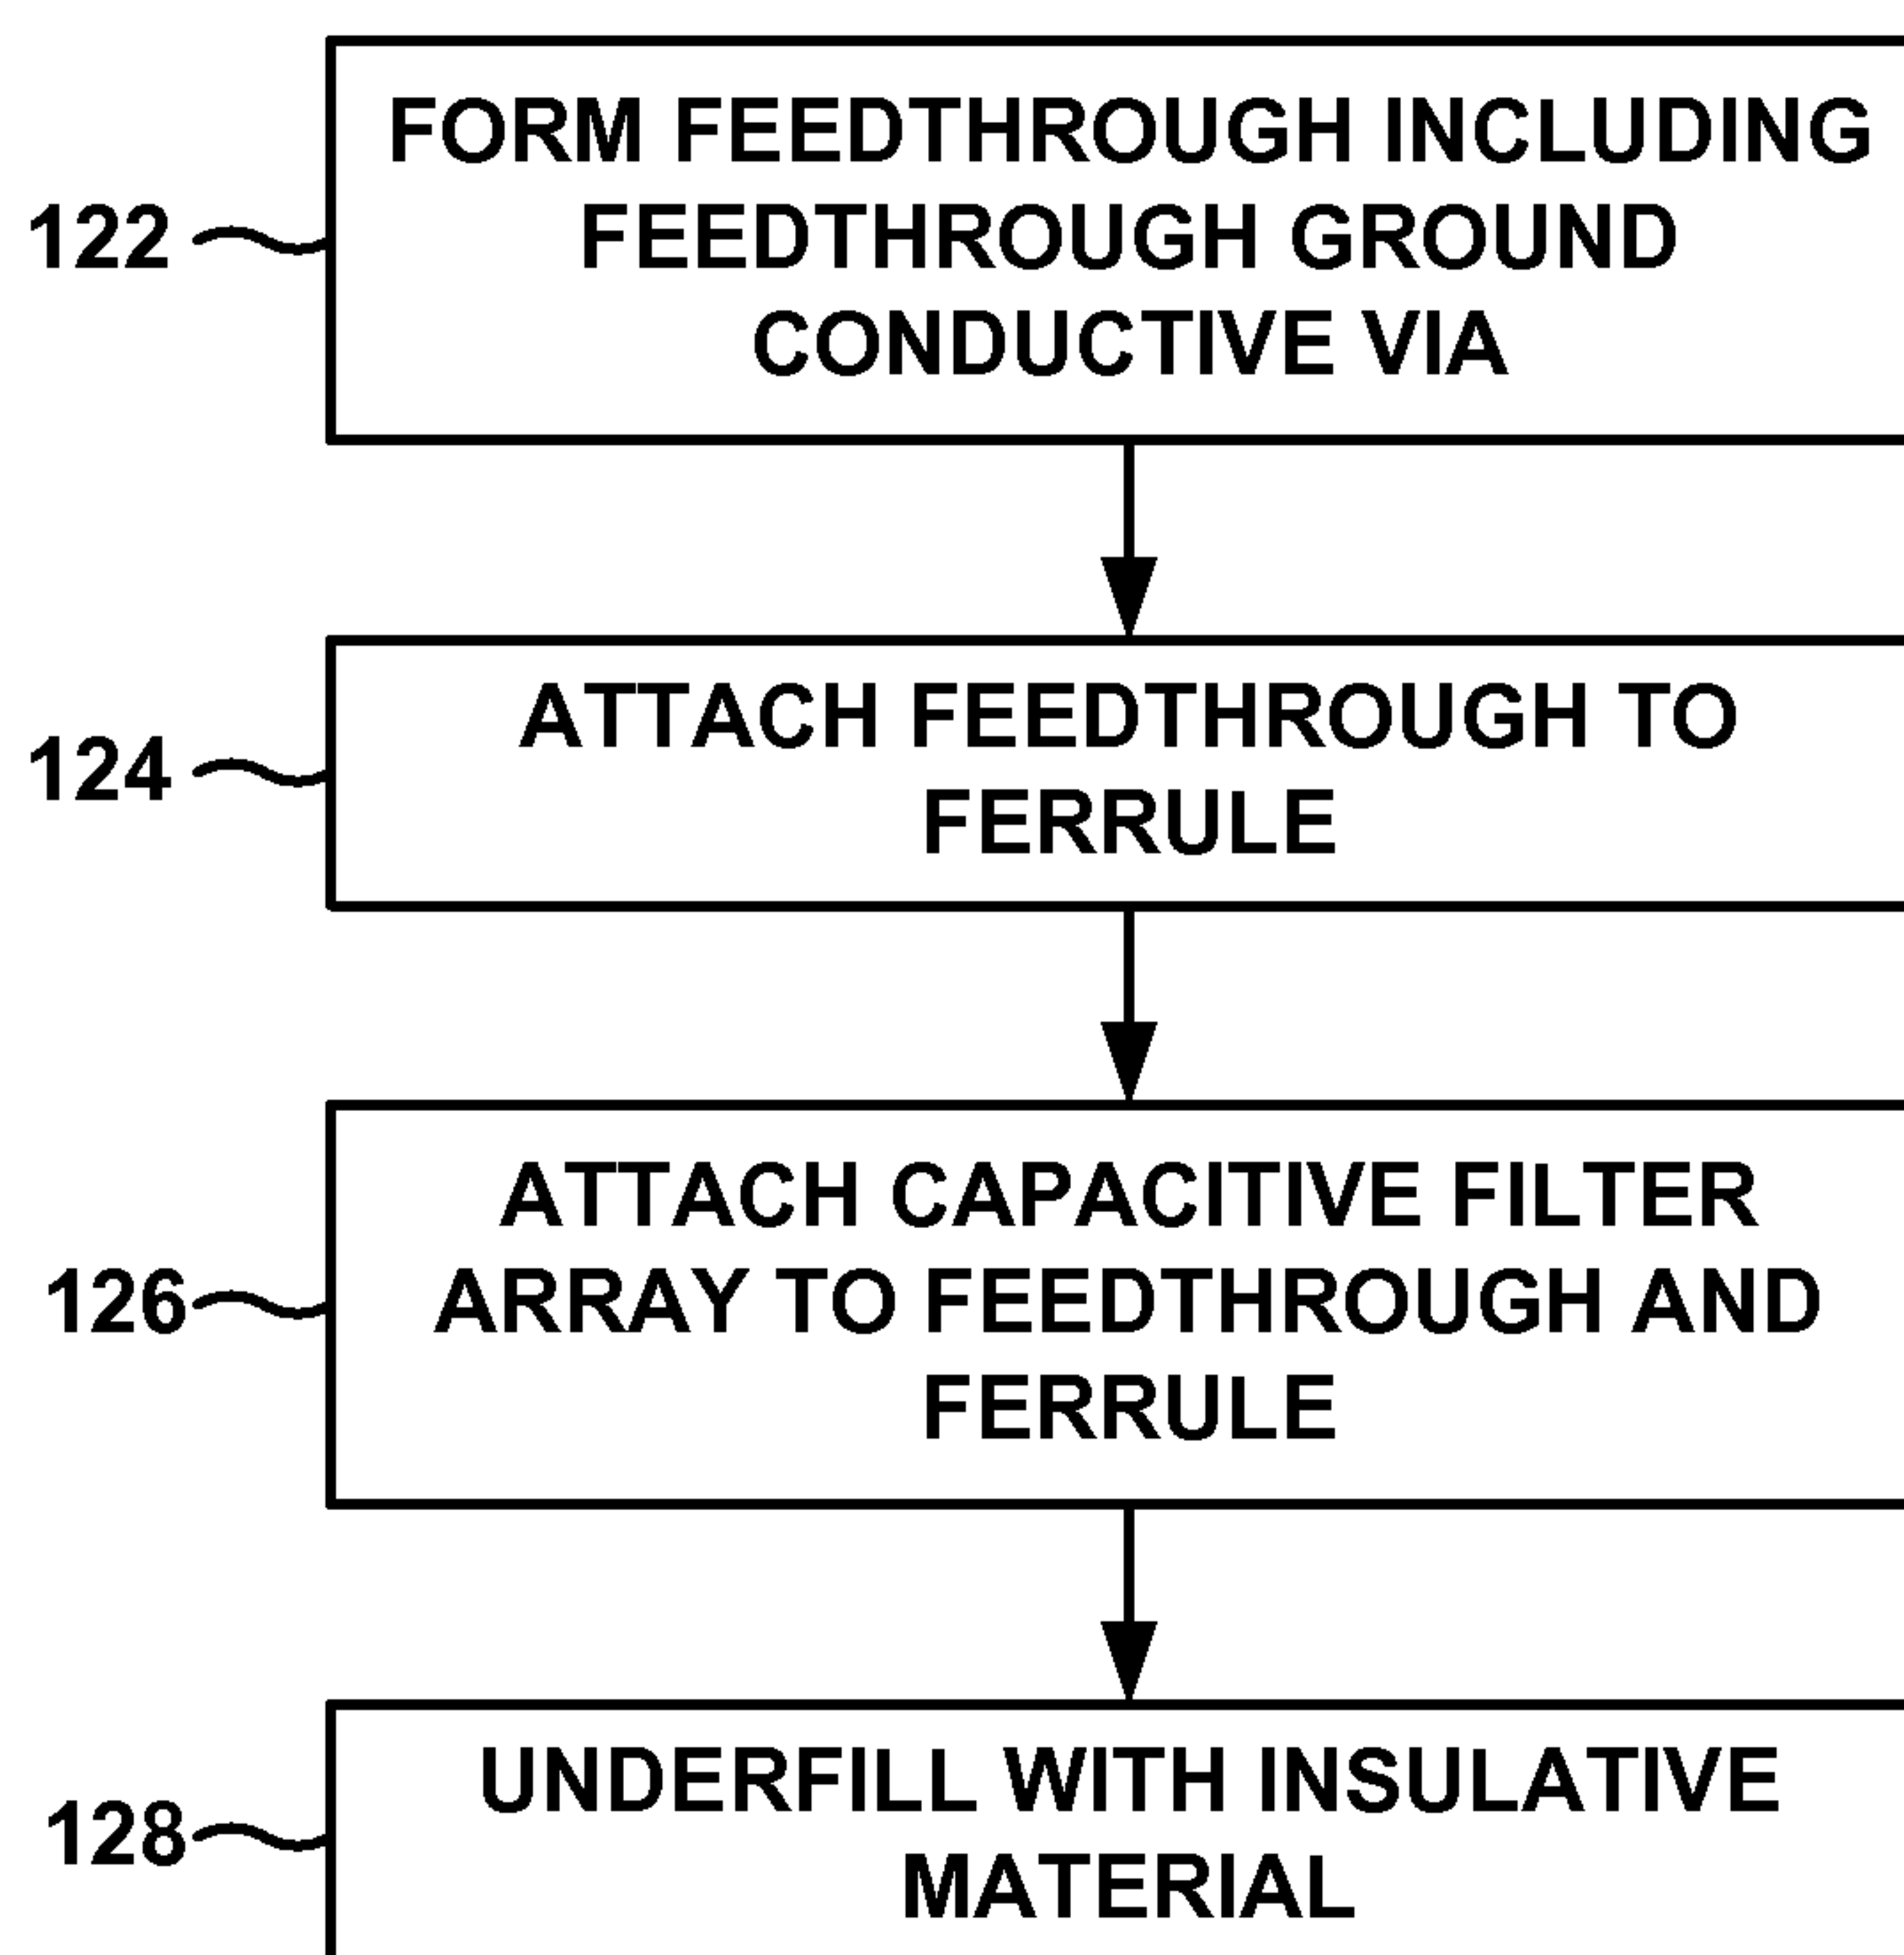 FORM FEEDTHROUGH INCLUDING
122 FEEDTHROUGH GROUND
CONDUCTIVE VIA
ATTACH FEEDTHROUGH TO
124
FERRULE
ATTACH CAPACITIVE FILTER
126 ARRAY TO FEEDTHROUGH AND
FERRULE
UNDERFILL WITH INSULATIVE
128
MATERIAL